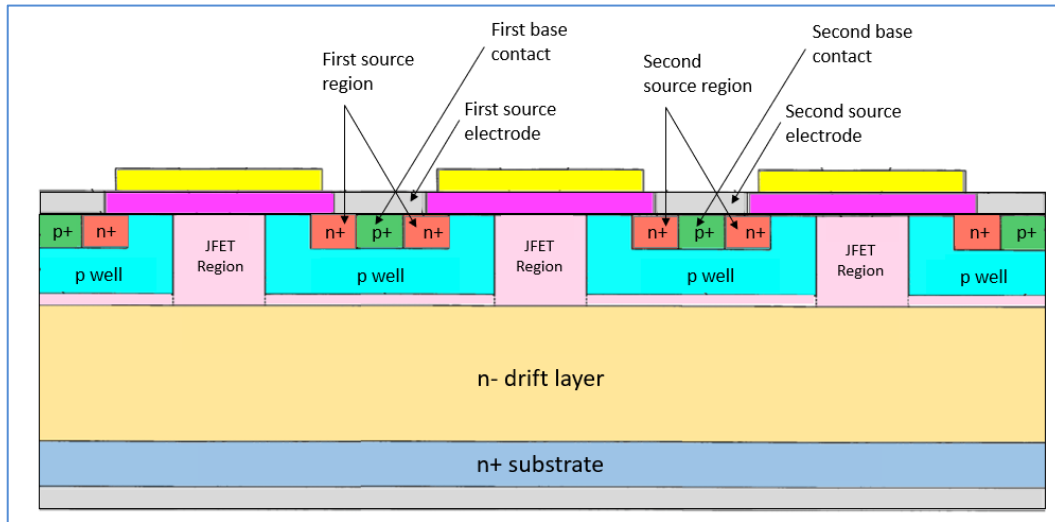 First base
contact
Second base
contact
First source
region
Second
source region
First source
electrode
Second source
electrode
p+ n+ n+ p+ n+ n+ p+ n+ n+ p+
JFET
Region
JFET
Region
JFET
Region
p well p well p well p well
n- drift layer
n+ substrate